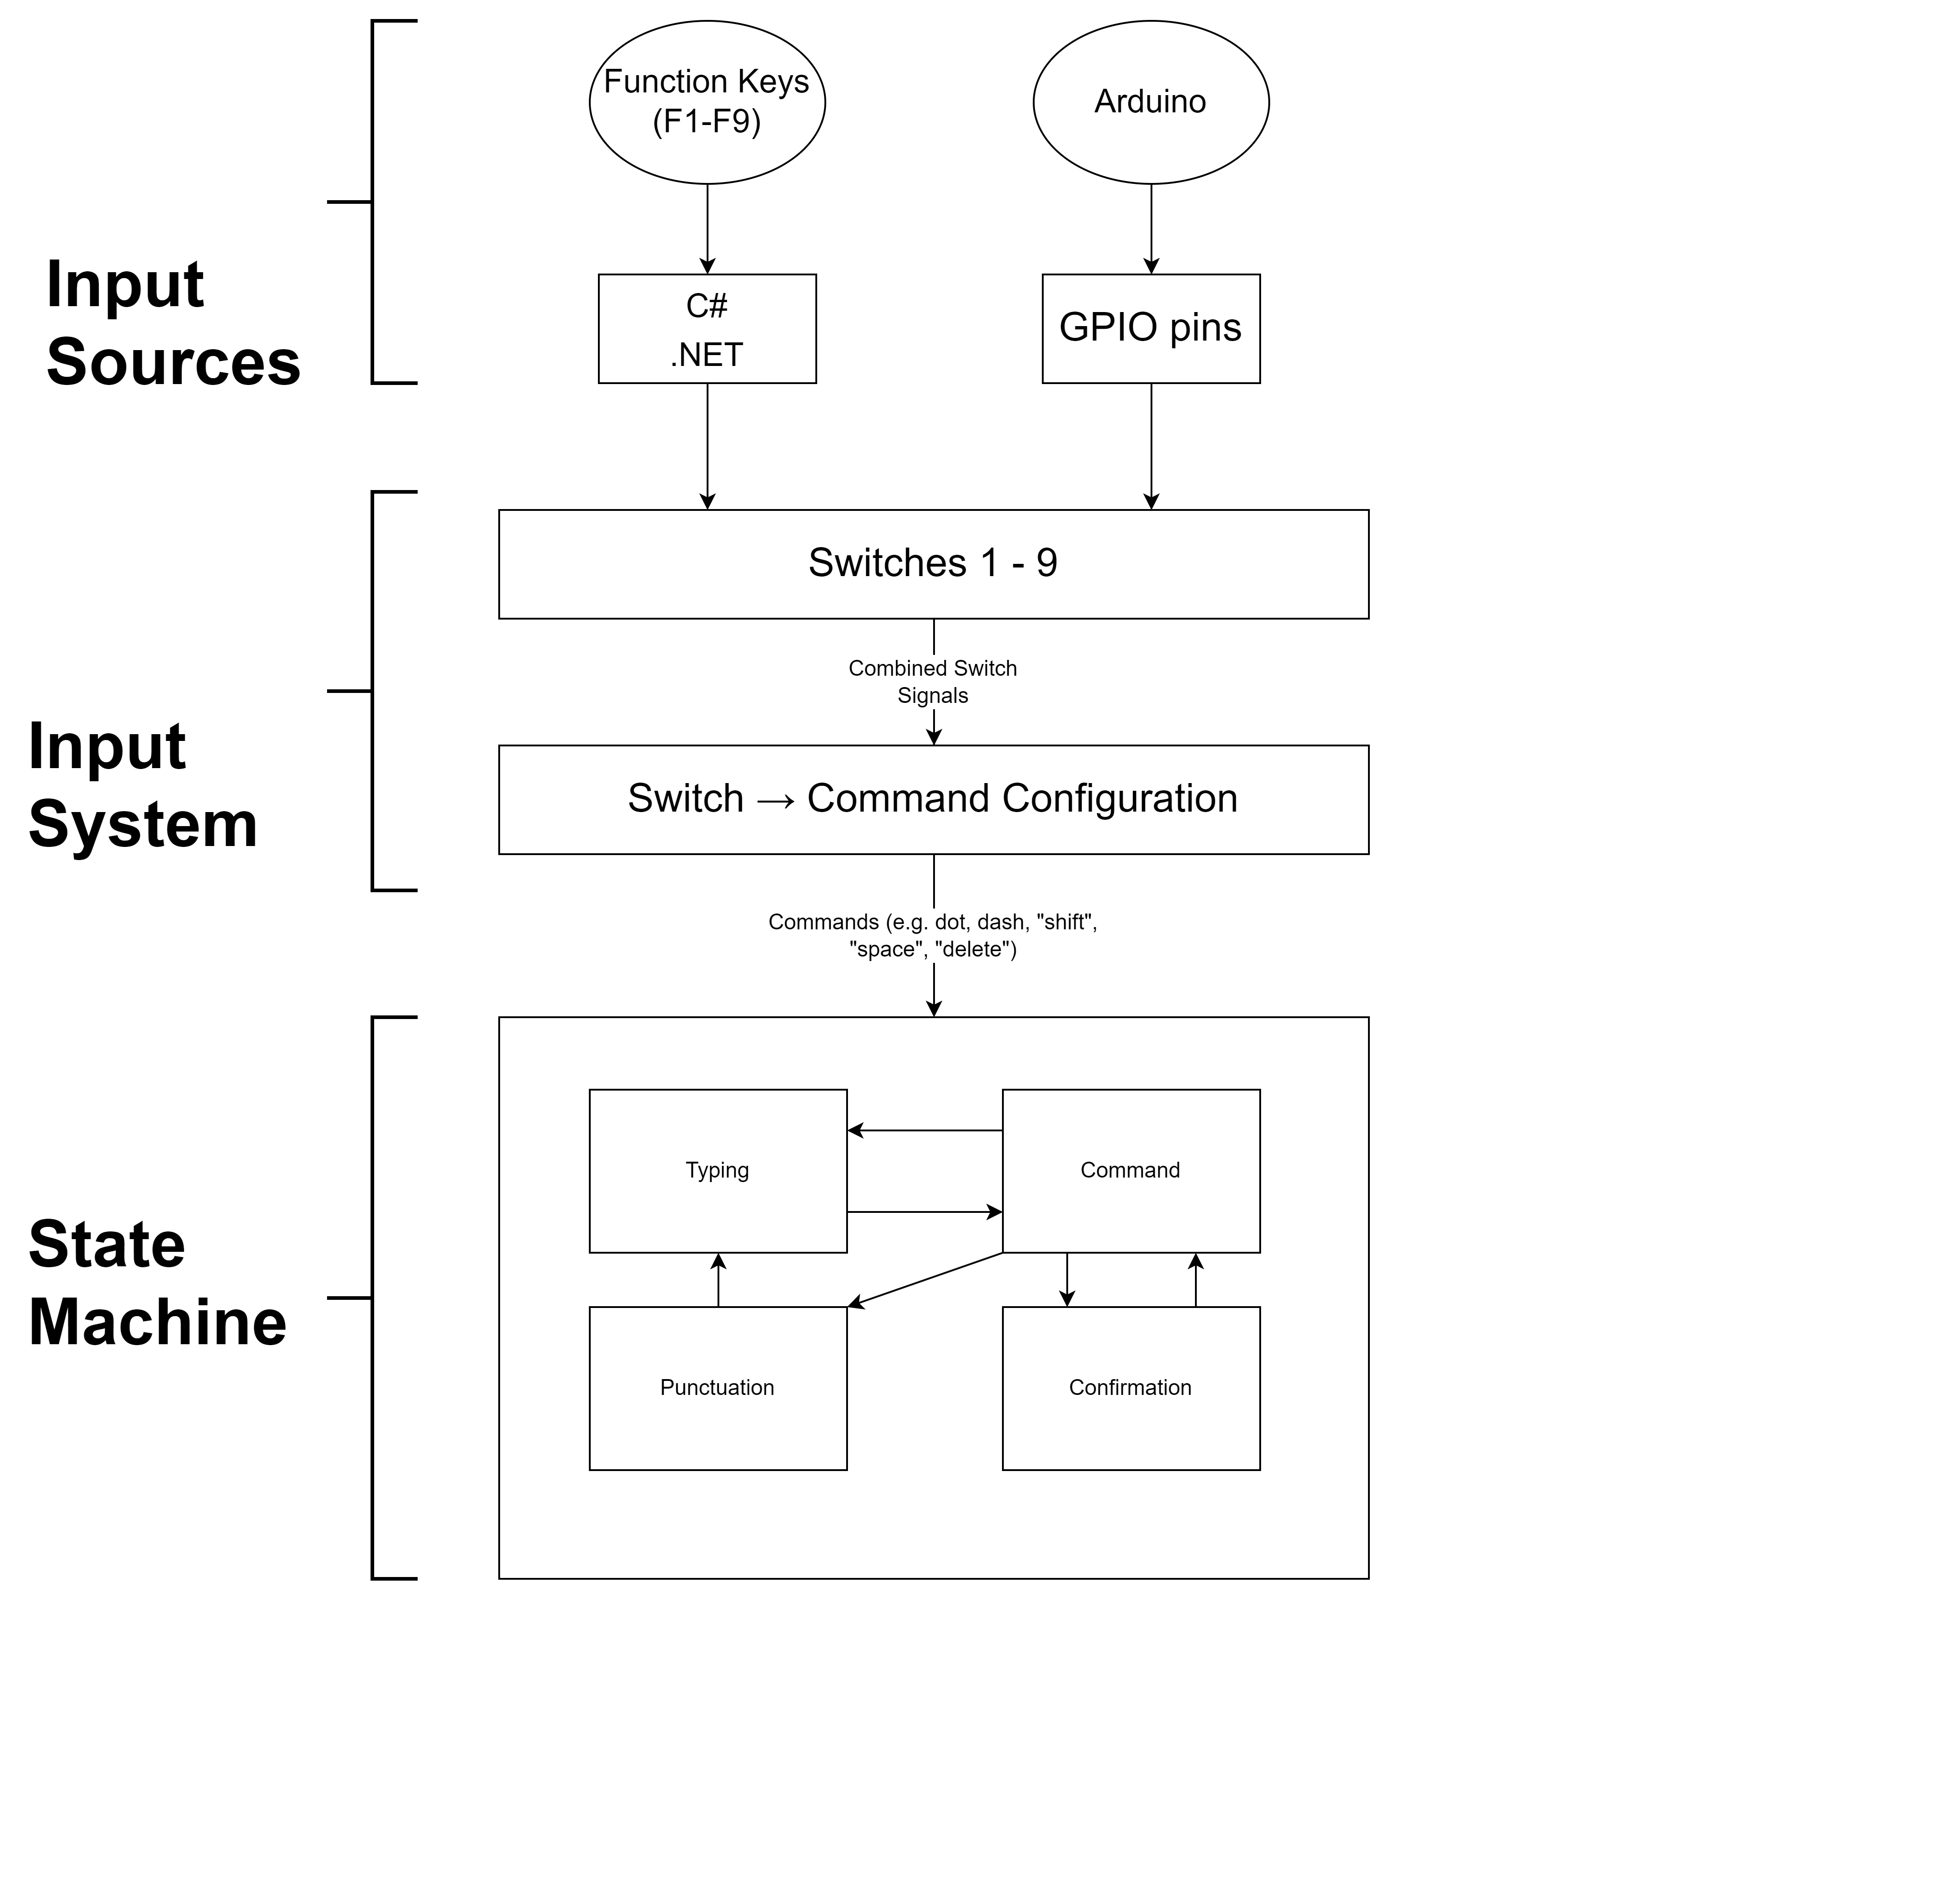 Function Keys
(F1-F9)
Arduino
Input
Sources
C#
.NET
GPIO pins
Switches 1 - 9
Combined Switch
Signals
Input
System
Switch → Command Configuration
Commands (e.g. dot, dash, "shift",
"space", "delete")
State
Machine
Typing
Command
Punctuation
Confirmation